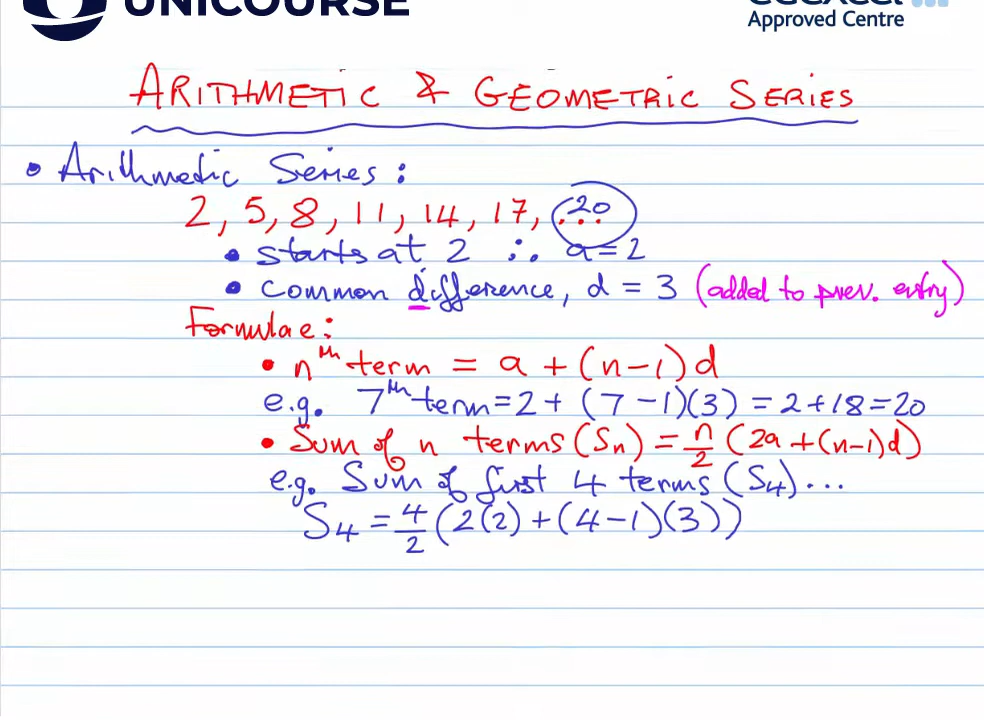 UNICOURSE
Approved Centre
ARITHMETIC & GEOMETRIC SERIES
• Arithmetic Series:
2, 5, 8, 11, 14, 17, ...20
• starts at 2 ∴ a = 2
• common difference, d = 3 (added to prev. entry)
Formulae:
• nᵗʰ term = a + (n-1)d
e.g. 7ᵗʰ term = 2 + (7-1)(3) = 2+18 = 20
• Sum of n terms (Sₙ) = n/2 (2a + (n-1)d)
e.g. Sum of first 4 terms (S₄)...
S₄ = 4/2 (2(2) + (4-1)(3))